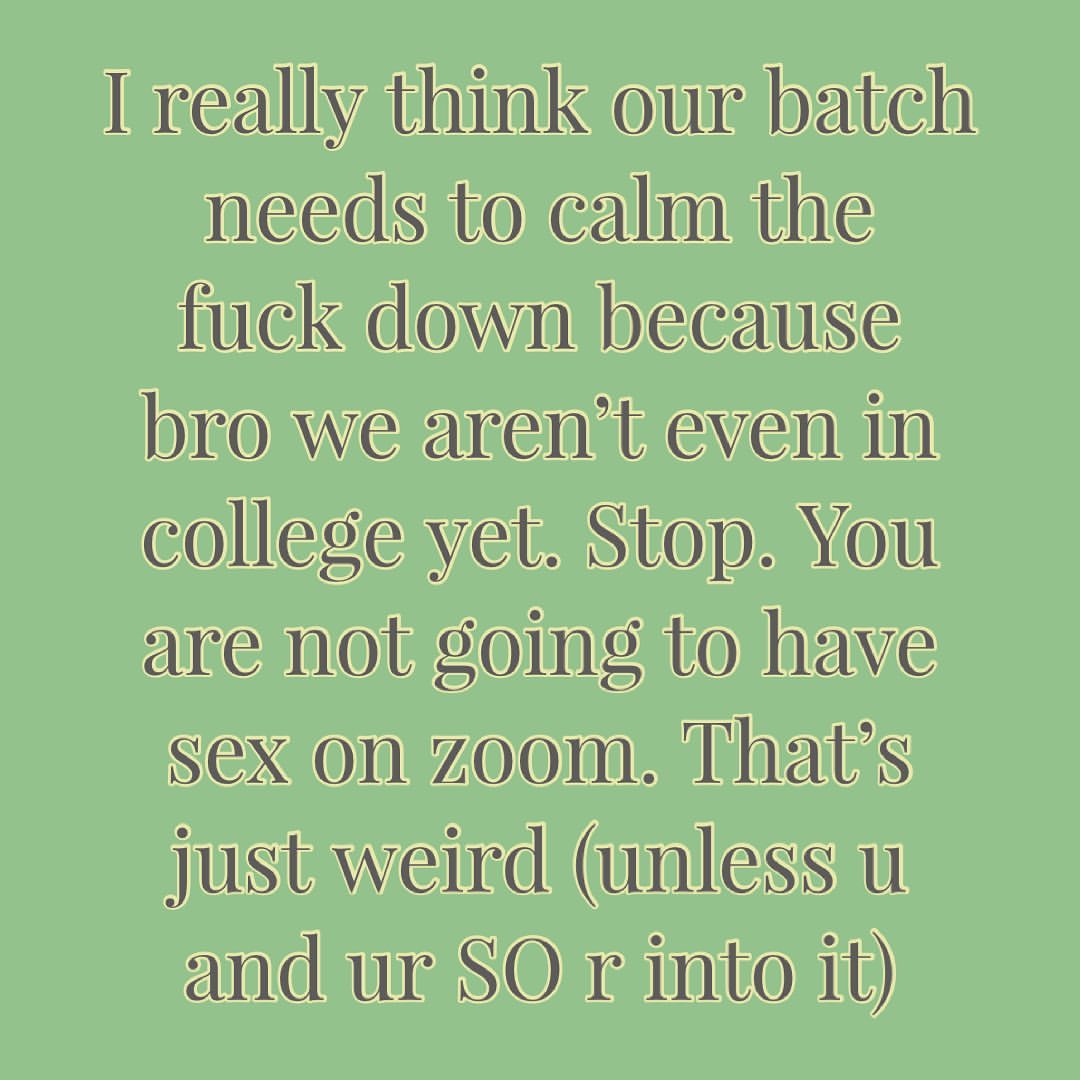 I really think our batch
needs to calm the
fuck down because
bro we aren’t even in
college yet. Stop. You
are not going to have
sex on zoom. That’s
just weird (unless u
and ur SO r into it)